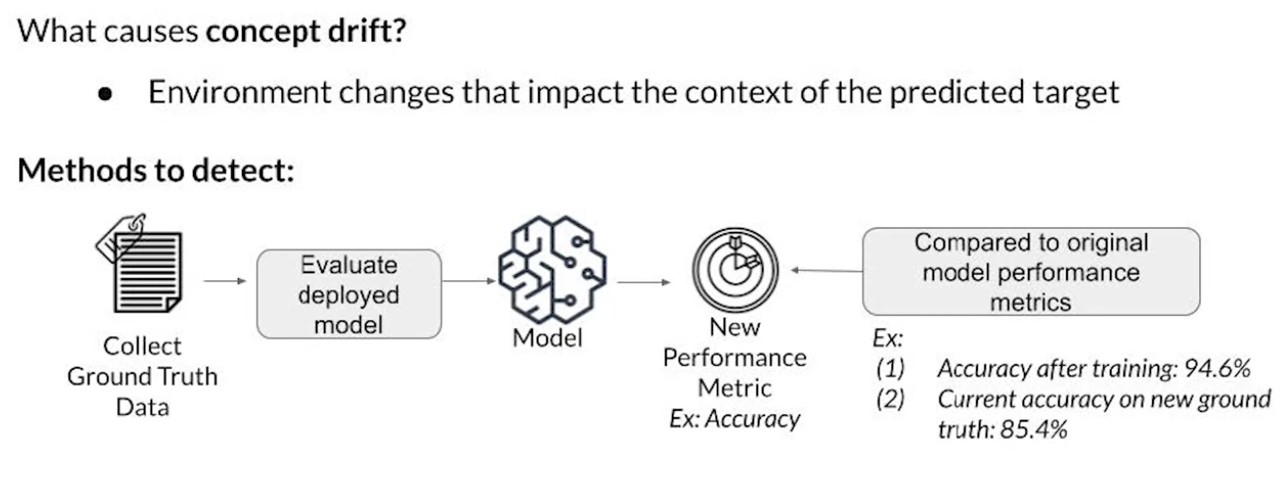 What causes concept drift?
● Environment changes that impact the context of the predicted target
Methods to detect:
Collect
Ground Truth
Data
Evaluate
deployed
model
Model
New
Performance
Metric
Ex: Accuracy
Compared to original
model performance
metrics
Ex:
(1) Accuracy after training: 94.6%
(2) Current accuracy on new ground
truth: 85.4%